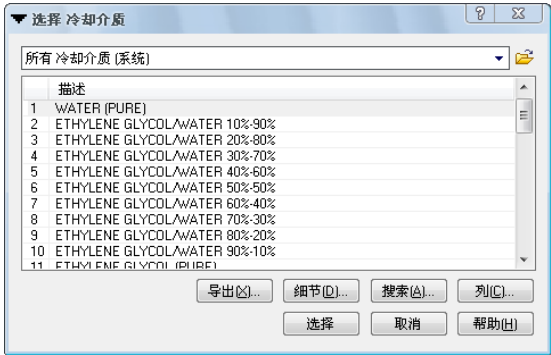 选择 冷却介质
所有 冷却介质 (系统)
描述
1 WATER (PURE)
2 ETHYLENE GLYCOL/WATER 10%-90%
3 ETHYLENE GLYCOL/WATER 20%-80%
4 ETHYLENE GLYCOL/WATER 30%-70%
5 ETHYLENE GLYCOL/WATER 40%-60%
6 ETHYLENE GLYCOL/WATER 50%-50%
7 ETHYLENE GLYCOL/WATER 60%-40%
8 ETHYLENE GLYCOL/WATER 70%-30%
9 ETHYLENE GLYCOL/WATER 80%-20%
10 ETHYLENE GLYCOL/WATER 90%-10%
11 ETHYLENE GLYCOL (PURE)
导出(X)... 细节(D)... 搜索(A)... 列(C)...
选择 取消 帮助(H)